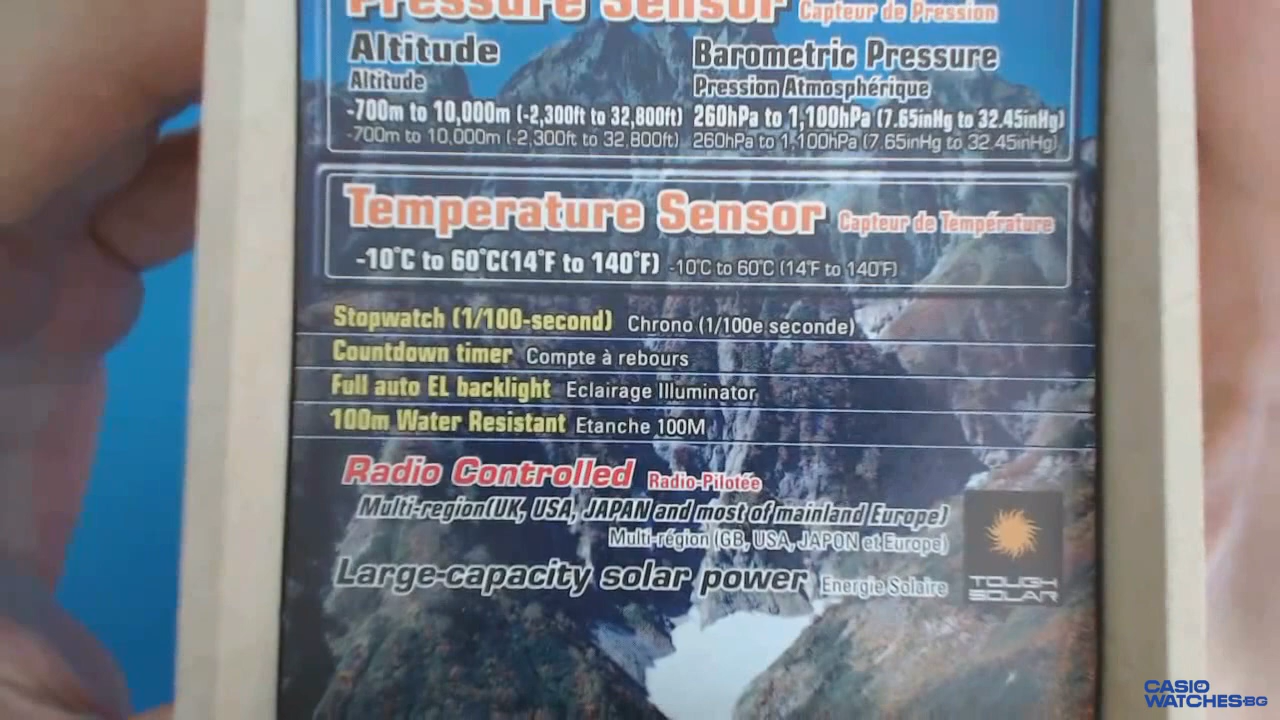 Pressure Sensor Capteur de Pression
Altitude
Altitude
-700m to 10,000m (-2,300ft to 32,800ft)
-700m to 10,000m (-2,300ft to 32,800ft)
Barometric Pressure
Pression Atmosphérique
260hPa to 1,100hPa (7.65inHg to 32.45inHg)
260hPa to 1,100hPa (7.65inHg to 32.45inHg)
Temperature Sensor Capteur de Température
-10°C to 60°C(14°F to 140°F) -10°C to 60°C (14°F to 140°F)
Stopwatch (1/100-second) Chrono (1/100e seconde)
Countdown timer Compte à rebours
Full auto EL backlight Eclairage Illuminator
100m Water Resistant Etanche 100M
Radio Controlled Radio-Pilotée
Multi-region(UK, USA, JAPAN and most of mainland Europe)
Multi-région (GB, USA, JAPON et Europe)
Large-capacity solar power Energie Solaire
TOUGH
SOLAR
CASIO
WATCHES.BG